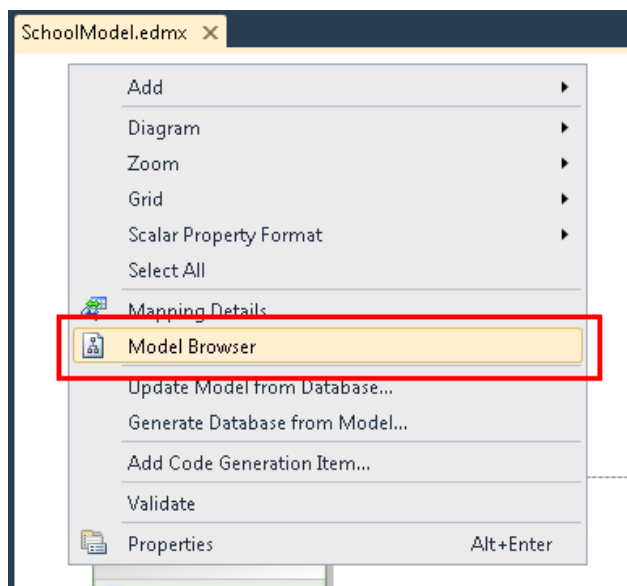 SchoolModel.edmx
Add
Diagram
Zoom
Grid
Scalar Property Format
Select All
Mapping Details
Model Browser
Update Model from Database...
Generate Database from Model...
Add Code Generation Item...
Validate
Properties Alt+Enter